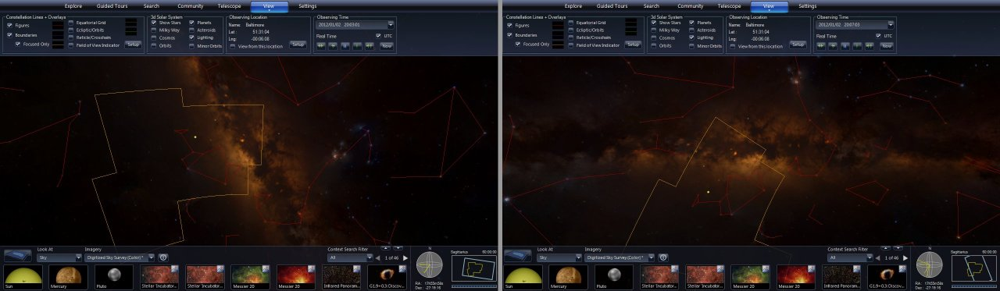 Explore Guided Tours Search Community Telescope View Settings
Constellation Lines + Overlays 3d Solar System Observing Location Observing Time
Figures Equatorial Grid Show Stars Planets Name: Baltimore 2012/01/02 20:03:01
Boundaries Ecliptic/Orbits Milky Way Asteroids Lat : 51:31:04 Real Time UTC
Focused Only Reticle/Crosshairs Cosmos Lighting Lng: -00:06:08
Field of View Indicator Setup Orbits Minor Orbits View from this location Setup Now
Look At Imagery Context Search Filter
Sky Digitized Sky Survey (Color) * All 1 of 46
N
RA : 17h55m58s
Dec : -27:19:16
Sagittarius 60:00:00
Sun Mercury Pluto Stellar 'Incubator... Stellar 'Incubator... Messier 20 Messier 20 Infrared Panoram... G1.9+0.3: Discov...
Explore Guided Tours Search Community Telescope View Settings
Constellation Lines + Overlays 3d Solar System Observing Location Observing Time
Figures Equatorial Grid Show Stars Planets Name: Baltimore 2012/01/02 20:07:03
Boundaries Ecliptic/Orbits Milky Way Asteroids Lat : 51:31:04 Real Time UTC
Focused Only Reticle/Crosshairs Cosmos Lighting Lng: -00:06:08
Field of View Indicator Setup Orbits Minor Orbits View from this location Setup Now
Look At Imagery Context Search Filter
Sky Digitized Sky Survey (Color) * All 1 of 46
N
RA : 17h55m58s
Dec : -27:19:16
Sagittarius 60:00:00
Sun Mercury Pluto Stellar 'Incubator... Stellar 'Incubator... Messier 20 Messier 20 Infrared Panoram... G1.9+0.3: Discov...